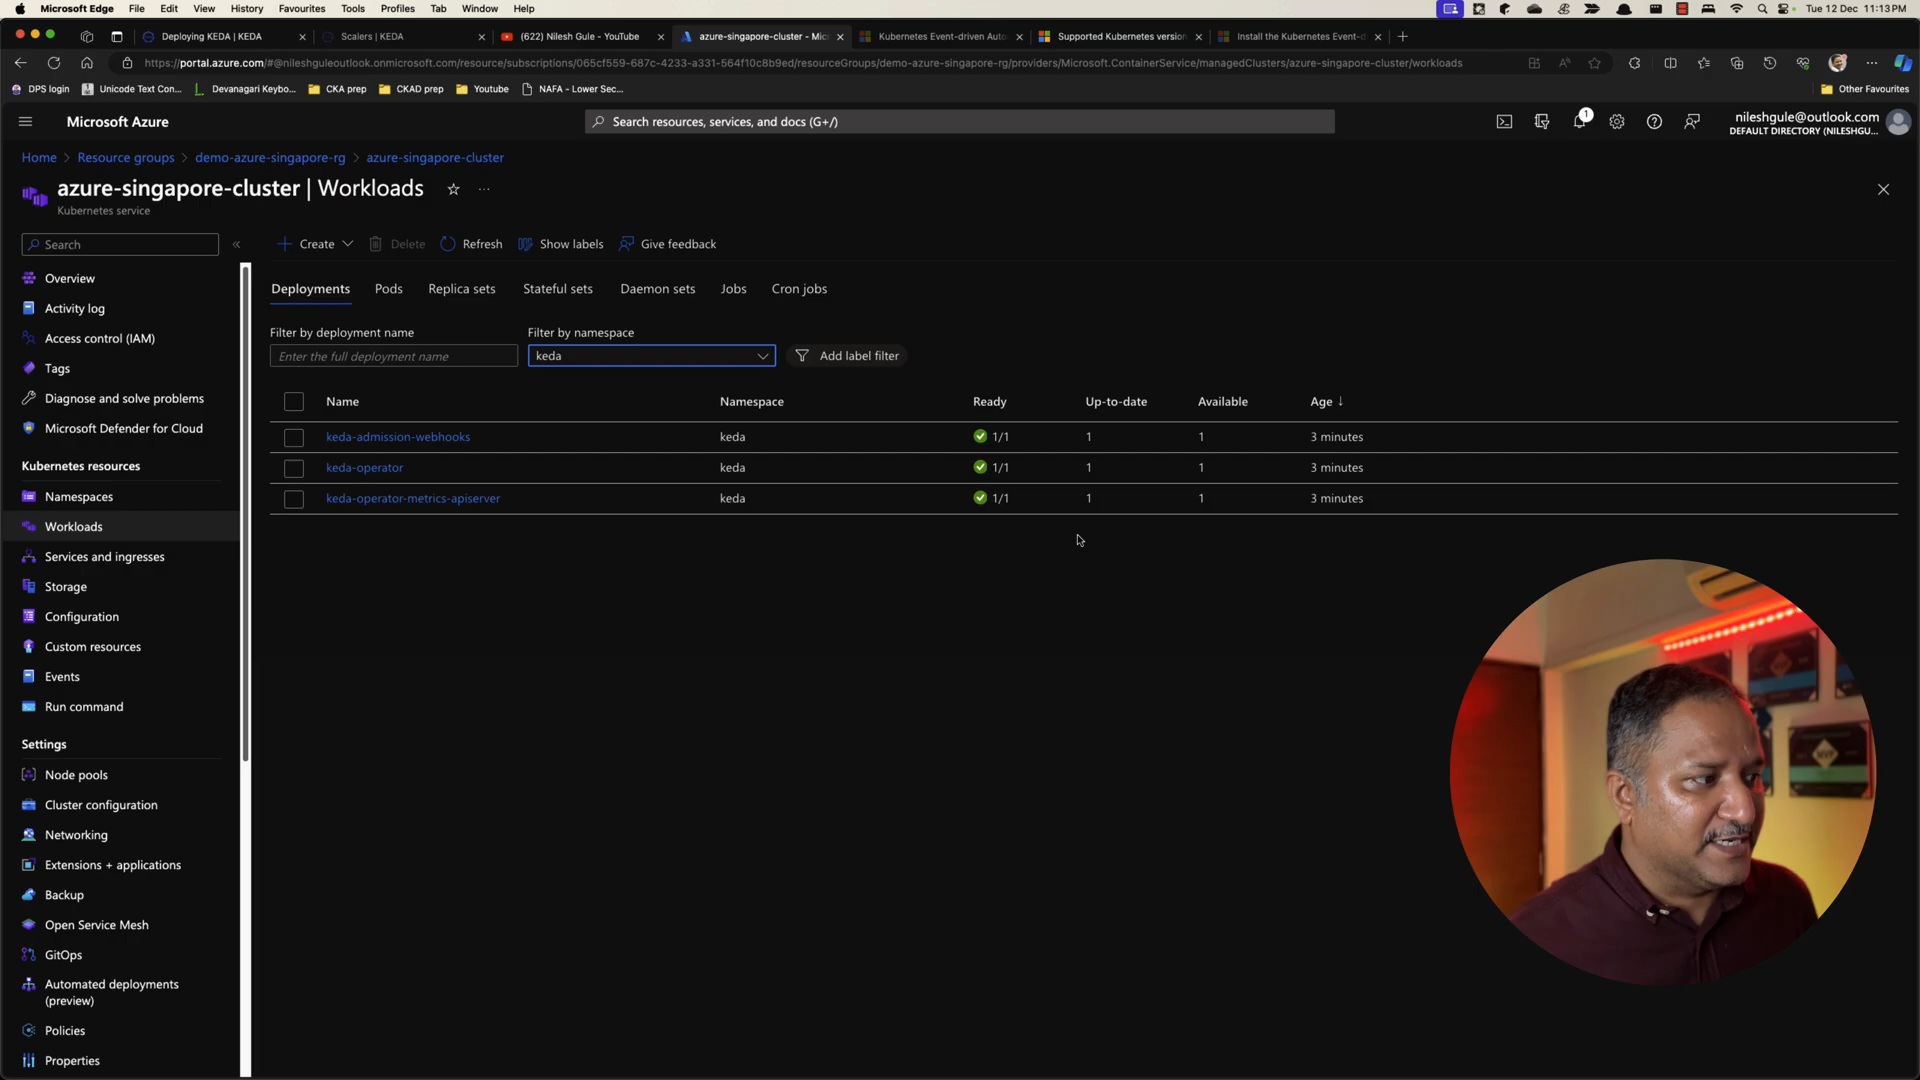 Microsoft Edge File Edit View History Favourites Tools Profiles Tab Window Help Tue 12 Dec 11:13 PM
Deploying KEDA | KEDA
Scalers | KEDA
(622) Nilesh Gule - YouTube
azure-singapore-cluster - Mic
Kubernetes Event-driven Auto
Supported Kubernetes version
Install the Kubernetes Event-d
https://portal.azure.com/#@nileshguleoutlook.onmicrosoft.com/resource/subscriptions/065cf559-687c-4233-a331-564f10c8b9ed/resourceGroups/demo-azure-singapore-rg/providers/Microsoft.ContainerService/managedClusters/azure-singapore-cluster/workloads
DPS login Unicode Text Con... Devanagari Keybo... CKA prep CKAD prep Youtube NAFA - Lower Sec... Other Favourites
Microsoft Azure
Search resources, services, and docs (G+/)
1
nileshgule@outlook.com
DEFAULT DIRECTORY (NILESHGU...
Home > Resource groups > demo-azure-singapore-rg > azure-singapore-cluster
azure-singapore-cluster | Workloads
Kubernetes service
Search
Overview
Activity log
Access control (IAM)
Tags
Diagnose and solve problems
Microsoft Defender for Cloud
Kubernetes resources
Namespaces
Workloads
Services and ingresses
Storage
Configuration
Custom resources
Events
Run command
Settings
Node pools
Cluster configuration
Networking
Extensions + applications
Backup
Open Service Mesh
GitOps
Automated deployments
(preview)
Policies
Properties
Create Delete Refresh Show labels Give feedback
Deployments Pods Replica sets Stateful sets Daemon sets Jobs Cron jobs
Filter by deployment name Filter by namespace
Enter the full deployment name keda Add label filter
Name Namespace Ready Up-to-date Available Age ↓
keda-admission-webhooks keda 1/1 1 1 3 minutes
keda-operator keda 1/1 1 1 3 minutes
keda-operator-metrics-apiserver keda 1/1 1 1 3 minutes